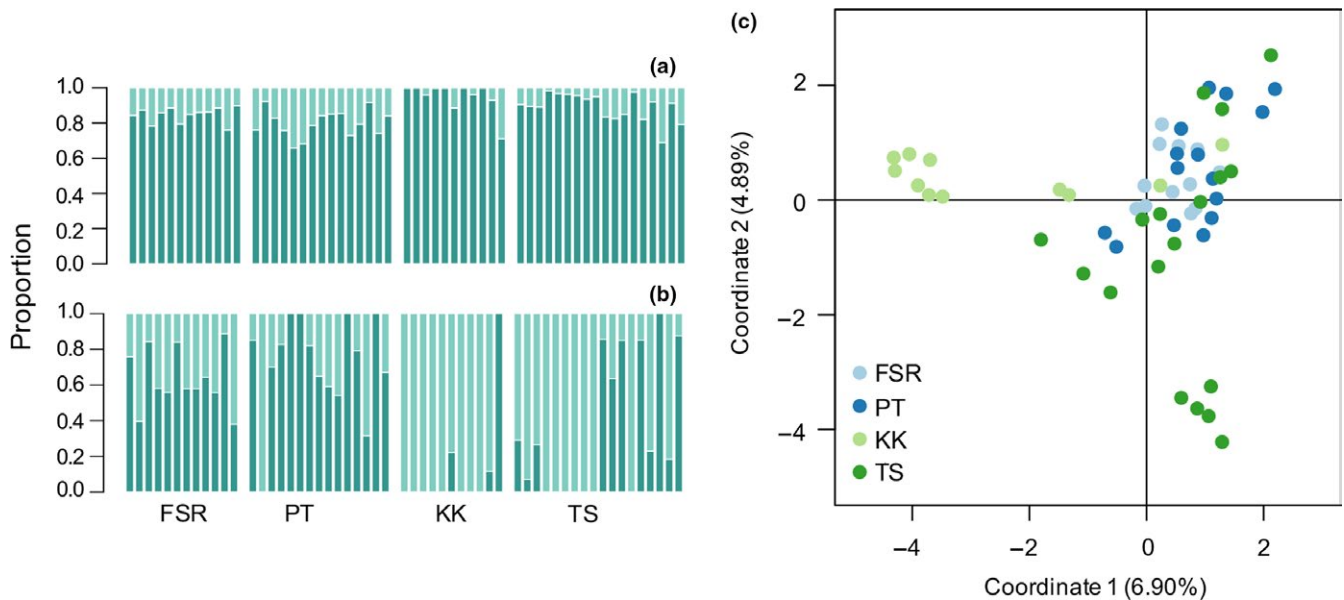 (a)
1.0
0.8
0.6
0.4
0.2
0.0
(b)
1.0
0.8
0.6
0.4
0.2
0.0
Proportion
FSR PT KK TS
(c)
2
0
−2
−4
Coordinate 2 (4.89%)
FSR
PT
KK
TS
−4 −2 0 2
Coordinate 1 (6.90%)